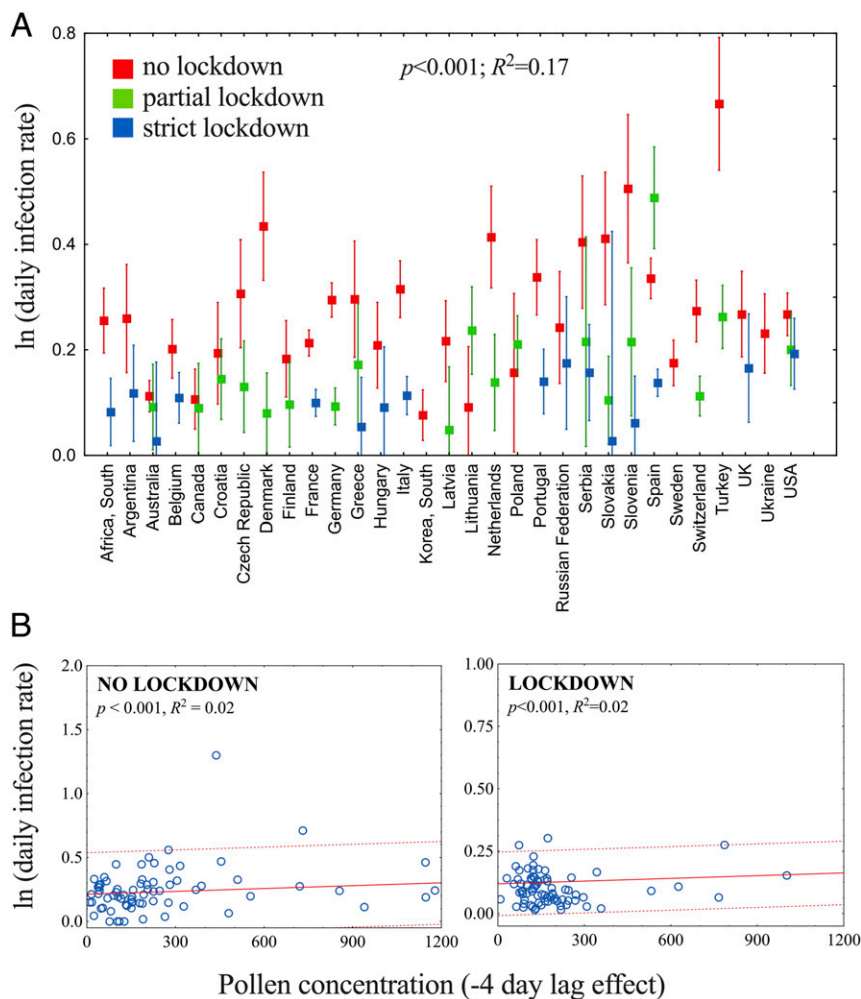 A
ln (daily infection rate)
0.8
0.6
0.4
0.2
0.0
no lockdown
partial lockdown
strict lockdown
p<0.001; R²=0.17
Africa, South
Argentina
Australia
Belgium
Canada
Croatia
Czech Republic
Denmark
Finland
France
Germany
Greece
Hungary
Italy
Korea, South
Latvia
Lithuania
Netherlands
Poland
Portugal
Russian Federation
Serbia
Slovakia
Slovenia
Spain
Sweden
Switzerland
Turkey
UK
Ukraine
USA
B
ln (daily infection rate)
2.0
1.5
1.0
0.5
0.0
NO LOCKDOWN
p < 0.001, R² = 0.02
0 300 600 900 1200
1.00
0.75
0.50
0.25
0.00
LOCKDOWN
p<0.001, R²=0.02
0 300 600 900 1200
Pollen concentration (-4 day lag effect)